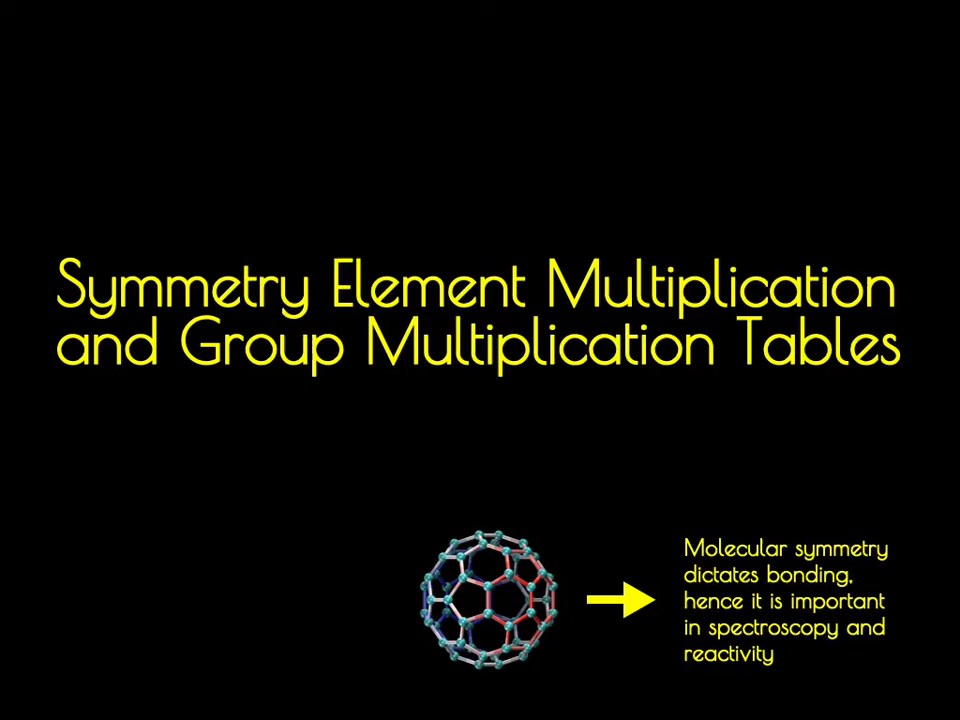 Symmetry Element Multiplication
and Group Multiplication Tables
Molecular symmetry
dictates bonding,
hence it is important
in spectroscopy and
reactivity